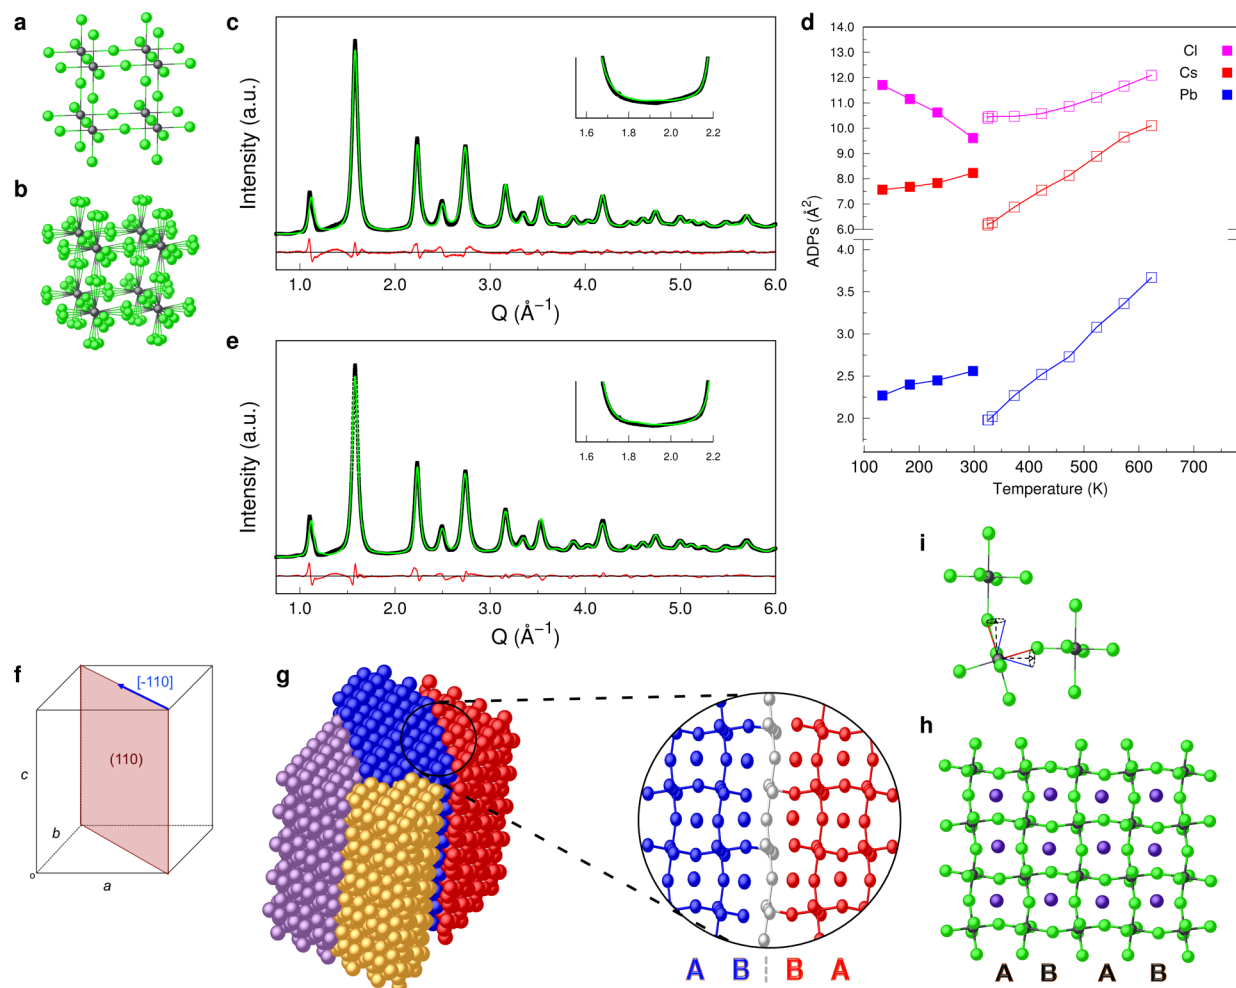 a
b
c
Intensity (a.u.)
1.6 1.8 2.0 2.2
1.0 2.0 3.0 4.0 5.0 6.0
Q (Å⁻¹)
d
14.0
13.0
12.0
11.0
10.0
9.0
8.0
7.0
6.0
4.0
3.5
3.0
2.5
2.0
ADPs (Å²)
Cl
Cs
Pb
100 200 300 400 500 600 700
Temperature (K)
e
Intensity (a.u.)
1.6 1.8 2.0 2.2
1.0 2.0 3.0 4.0 5.0 6.0
Q (Å⁻¹)
f
[-110]
(110)
c
b
o
a
g
A B B A
i
h
A B A B